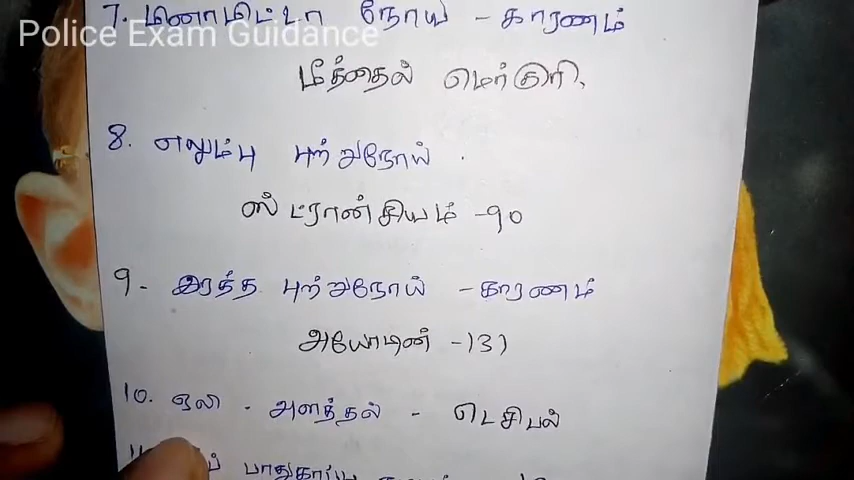 Police Exam Guidance
7. மினாமிட்டா நோய் - காரணம்
மீத்தைல் மெர்குரி,
8. எலும்பு புற்றுநோய் .
ஸ்ட்ரான்சியம் -90
9- இரத்த புற்றுநோய் - காரணம்
அயோடின் -131
10. ஒலி - அளத்தல் - டெசிபல்
பாதுகாப்பு